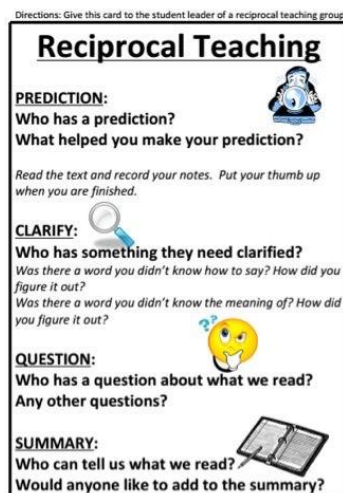 Directions: Give this card to the student leader of a reciprocal teaching group
Reciprocal Teaching
PREDICTION:
Who has a prediction?
What helped you make your prediction?
Read the text and record your notes. Put your thumb up
when you are finished.
CLARIFY:
Who has something they need clarified?
Was there a word you didn't know how to say? How did you
figure it out?
Was there a word you didn't know the meaning of? How did
you figure it out?
??
QUESTION:
Who has a question about what we read?
Any other questions?
SUMMARY:
Who can tell us what we read?
Would anyone like to add to the summary?